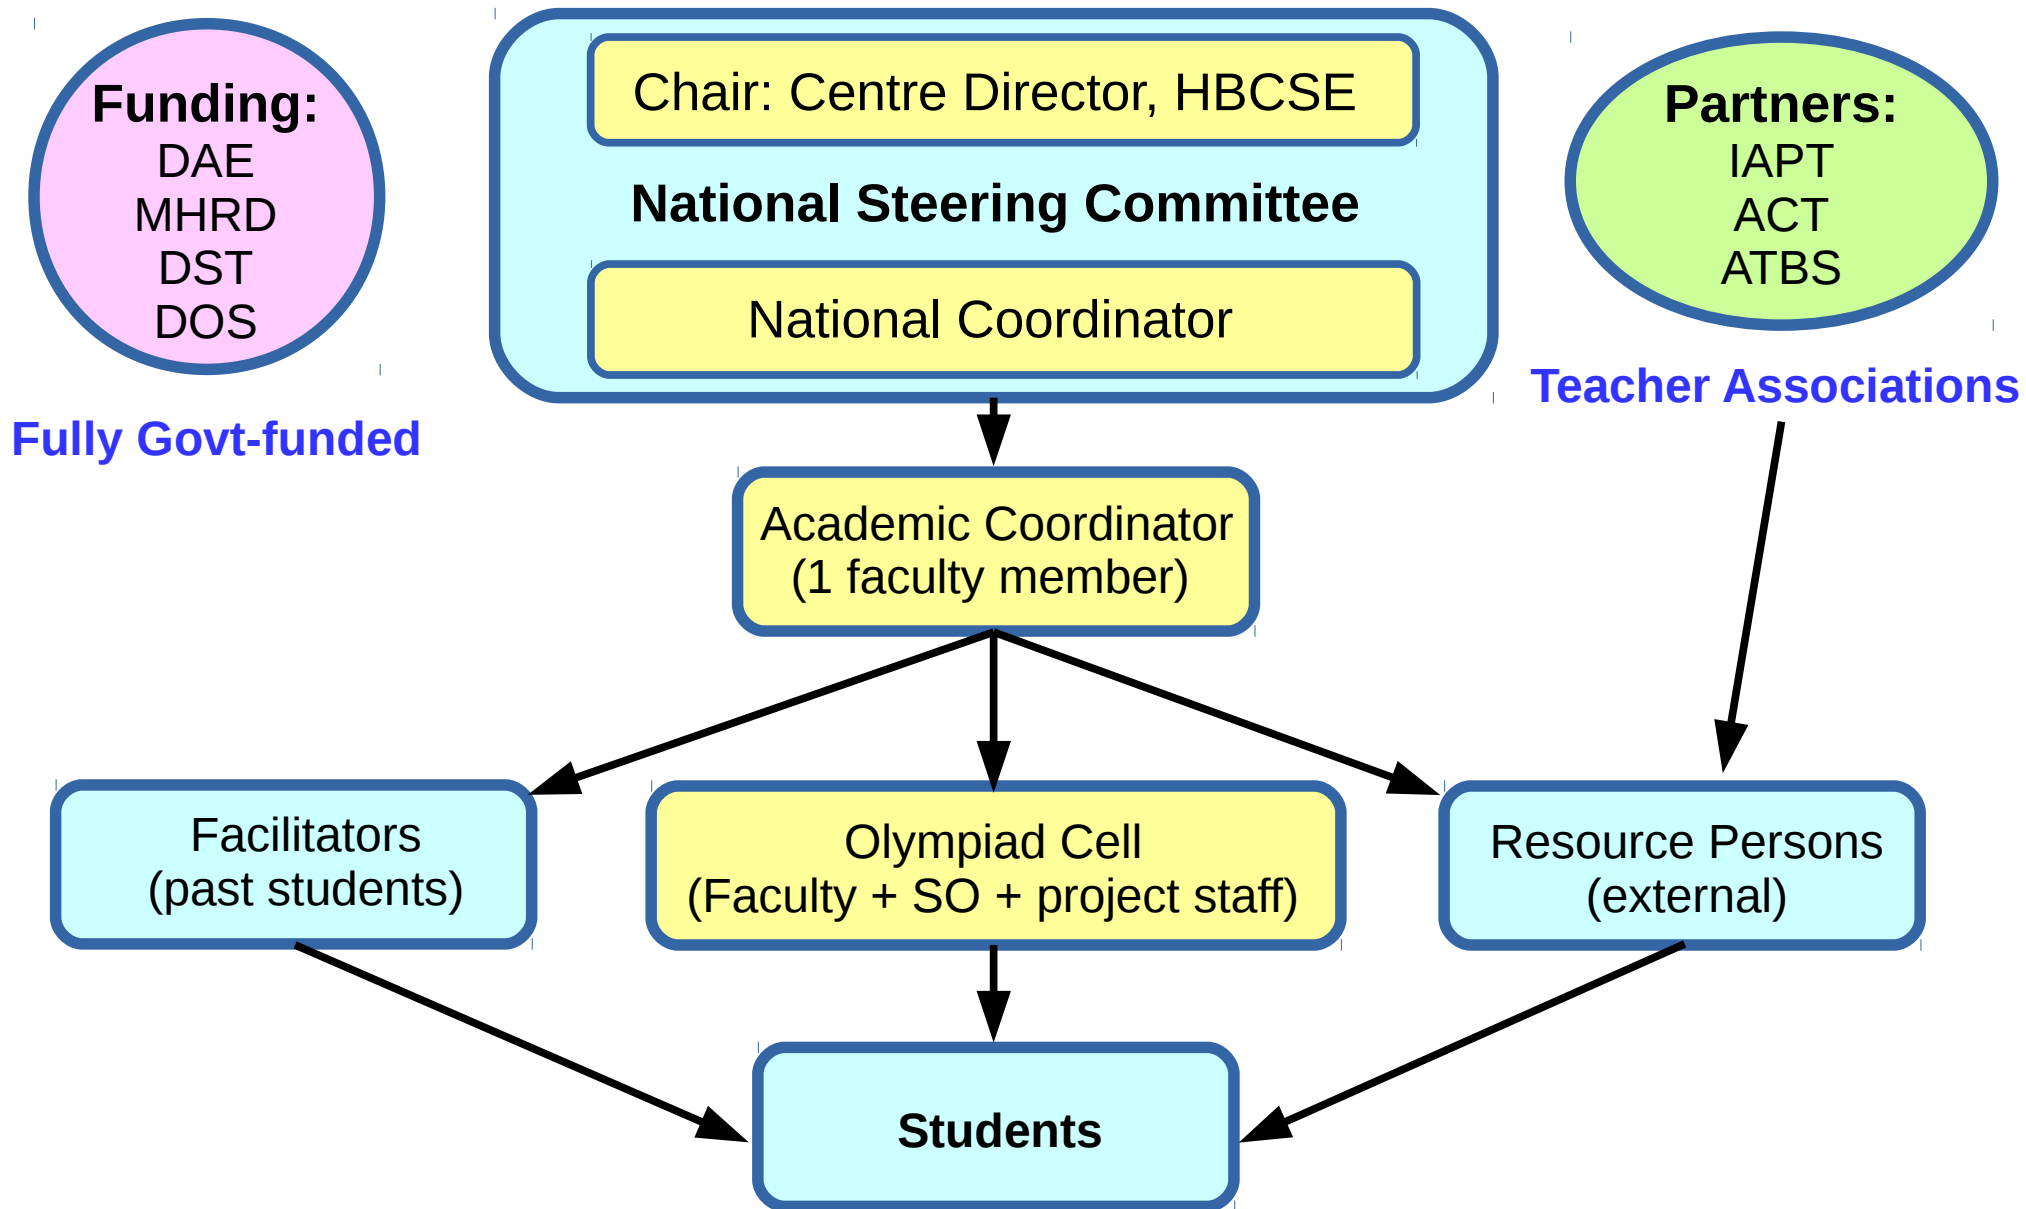 Funding:
DAE
MHRD
DST
DOS
Fully Govt-funded
Chair: Centre Director, HBCSE
National Steering Committee
National Coordinator
Partners:
IAPT
ACT
ATBS
Teacher Associations
Academic Coordinator
(1 faculty member)
Facilitators
(past students)
Olympiad Cell
(Faculty + SO + project staff)
Resource Persons
(external)
Students